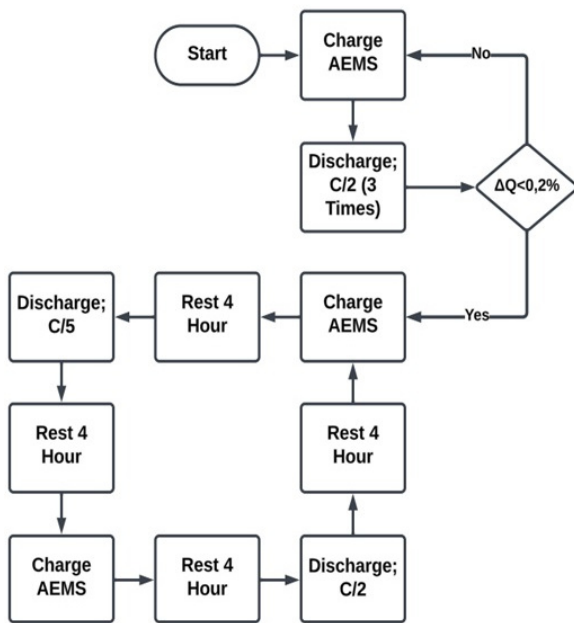 Start
Charge
AEMS
No
Discharge;
C/2 (3
Times)
ΔQ<0,2%
Discharge;
C/5
Rest 4
Hour
Charge
AEMS
Yes
Rest 4
Hour
Rest 4
Hour
Charge
AEMS
Rest 4
Hour
Discharge;
C/2